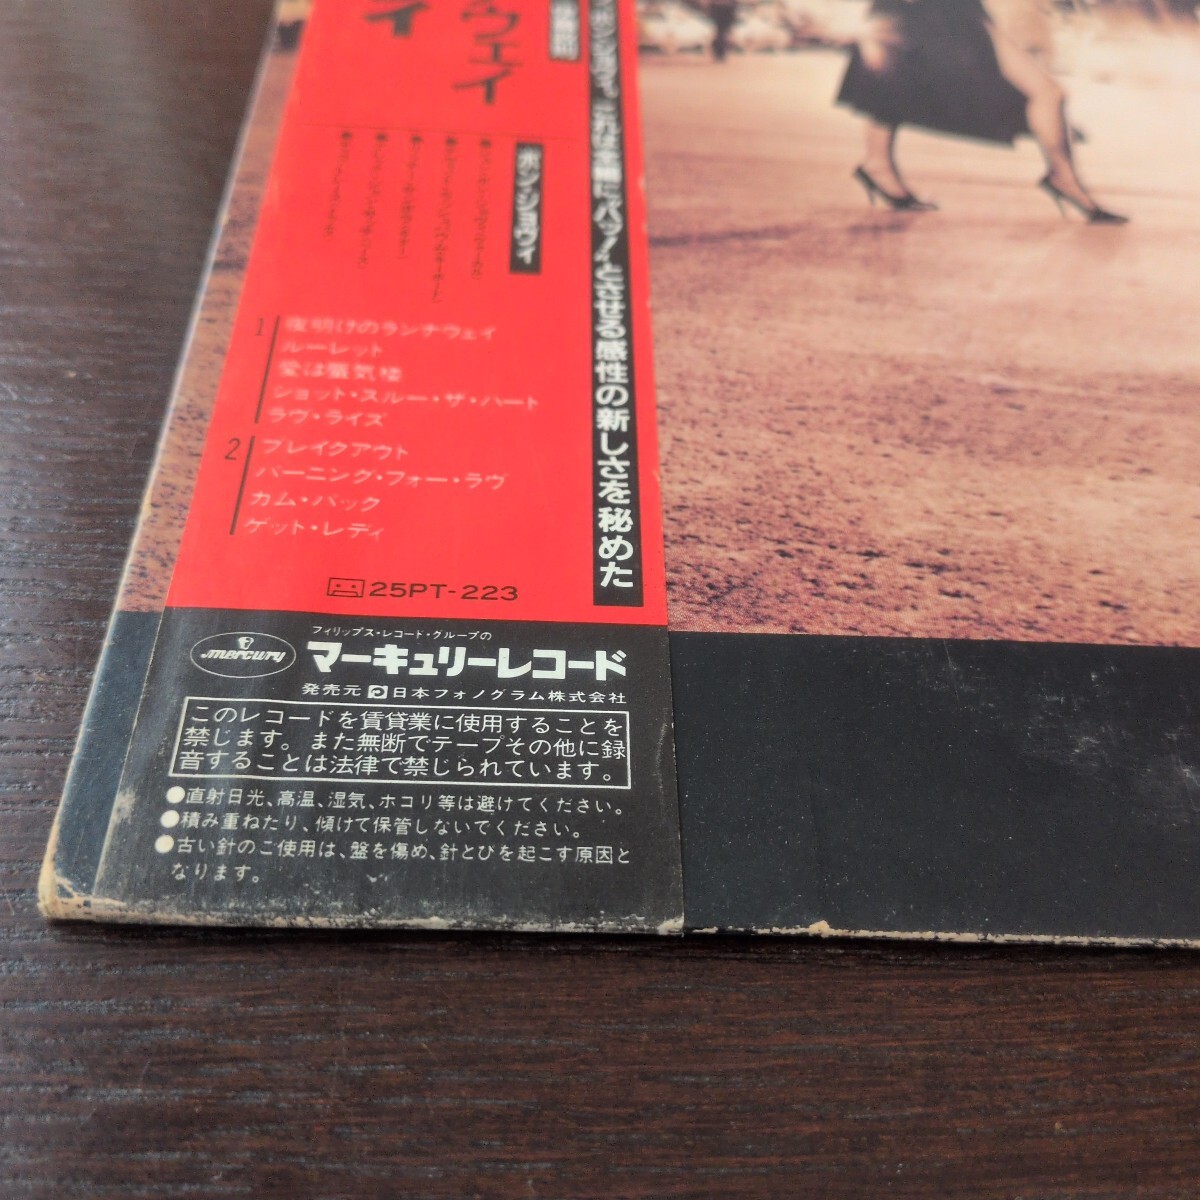 ウェイ
イ
ン・ジョヴィ。これは全編に“ハッ!”とさせる感性の新しさを秘めた
ボン・ジョヴィ
1
夜明けのランナウェイ
ルーレット
愛は蜃気楼
ショット・スルー・ザ・ハート
ラヴ・ライズ
2
ブレイクアウト
バーニング・フォー・ラヴ
カム・バック
ゲット・レディ
25PT-223
フィリップス・レコード・グループの
mercury
マーキュリーレコード
発売元 日本フォノグラム株式会社
このレコードを賃貸業に使用することを
禁じます。また無断でテープその他に録
音することは法律で禁じられています。
●直射日光、高温、湿気、ホコリ等は避けてください。
●積み重ねたり、傾けて保管しないでください。
●古い針のご使用は、盤を傷め、針とびを起こす原因と
なります。